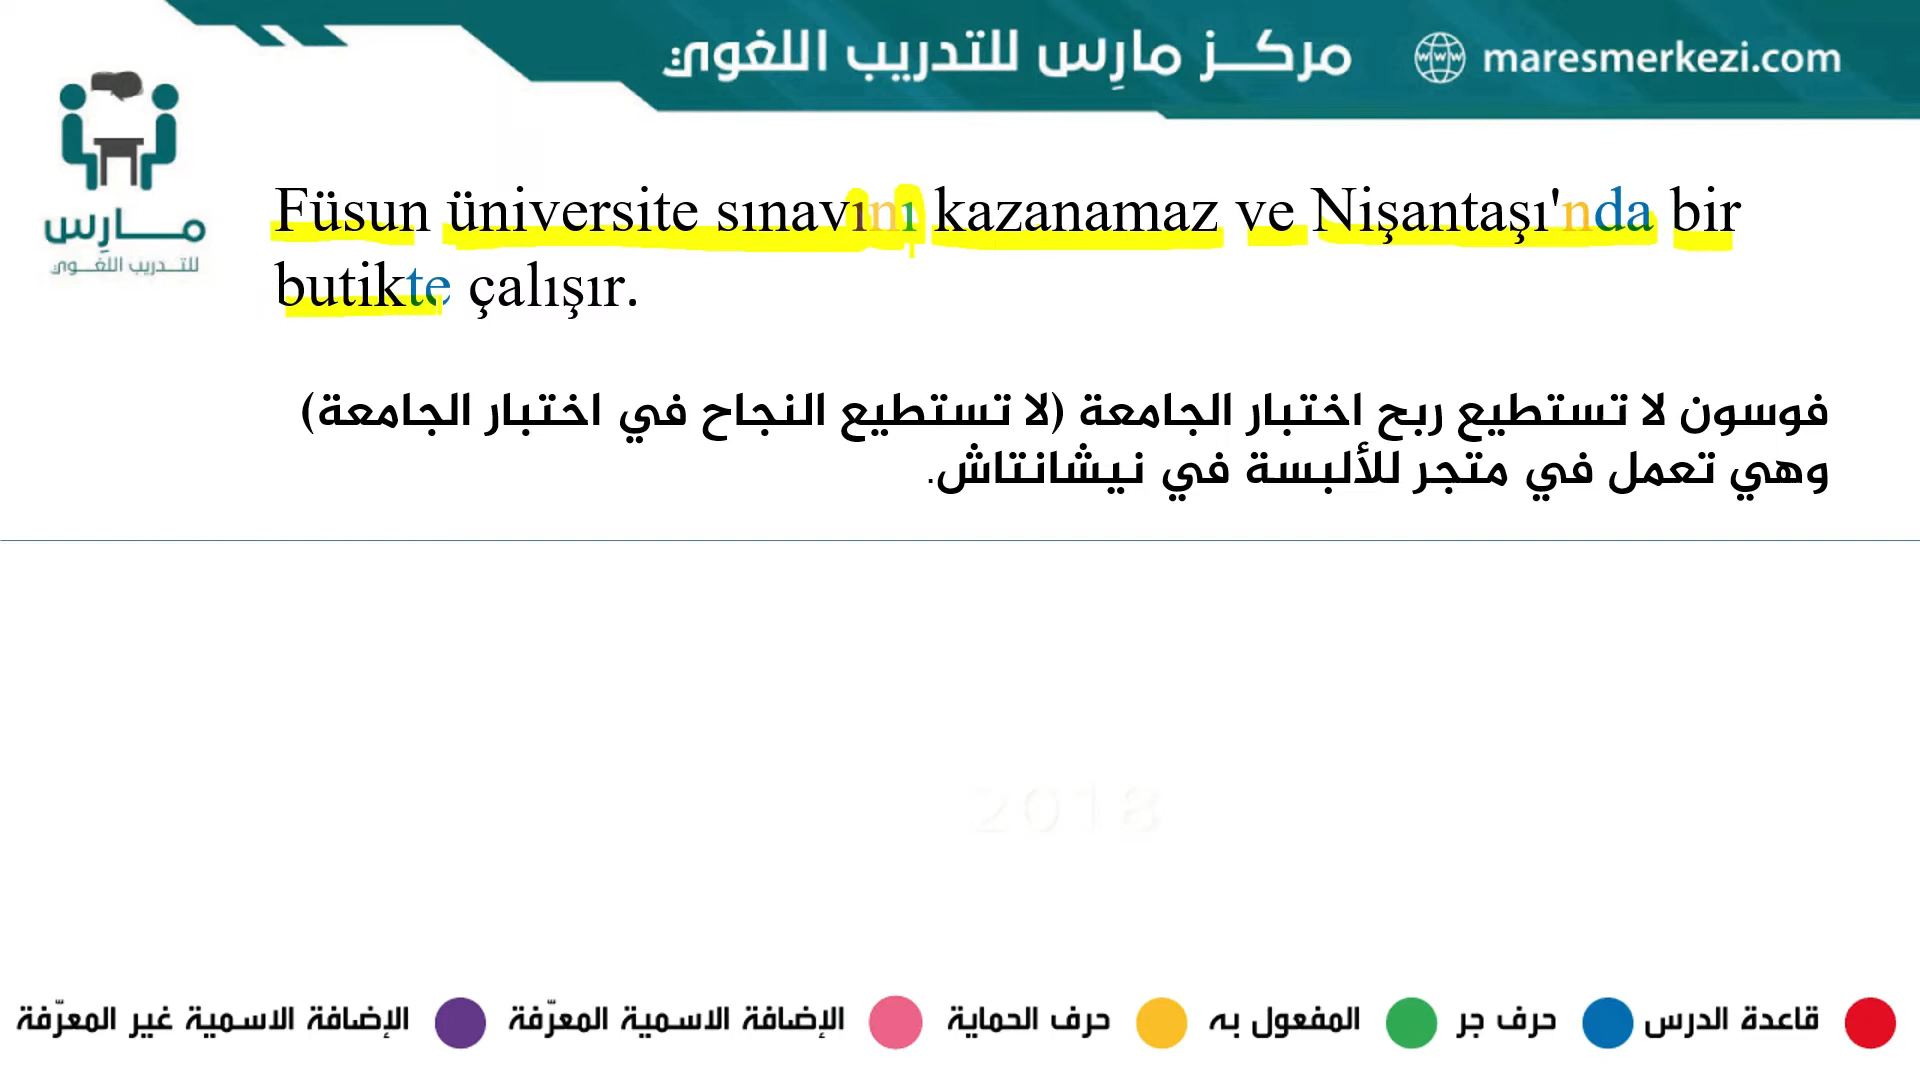 مركز مارِس للتدريب اللغوي
maresmerkezi.com
مـارِس
للتدريب اللغوي
Füsun üniversite sınavını kazanamaz ve Nişantaşı'nda bir
butikte çalışır.
فوسون لا تستطيع ربح اختبار الجامعة (لا تستطيع النجاح في اختبار الجامعة)
وهي تعمل في متجر للألبسة في نيشانتاش.
2018
قاعدة الدرس
حرف جر
المفعول به
حرف الحماية
الإضافة الاسمية المعرّفة
الإضافة الاسمية غير المعرّفة